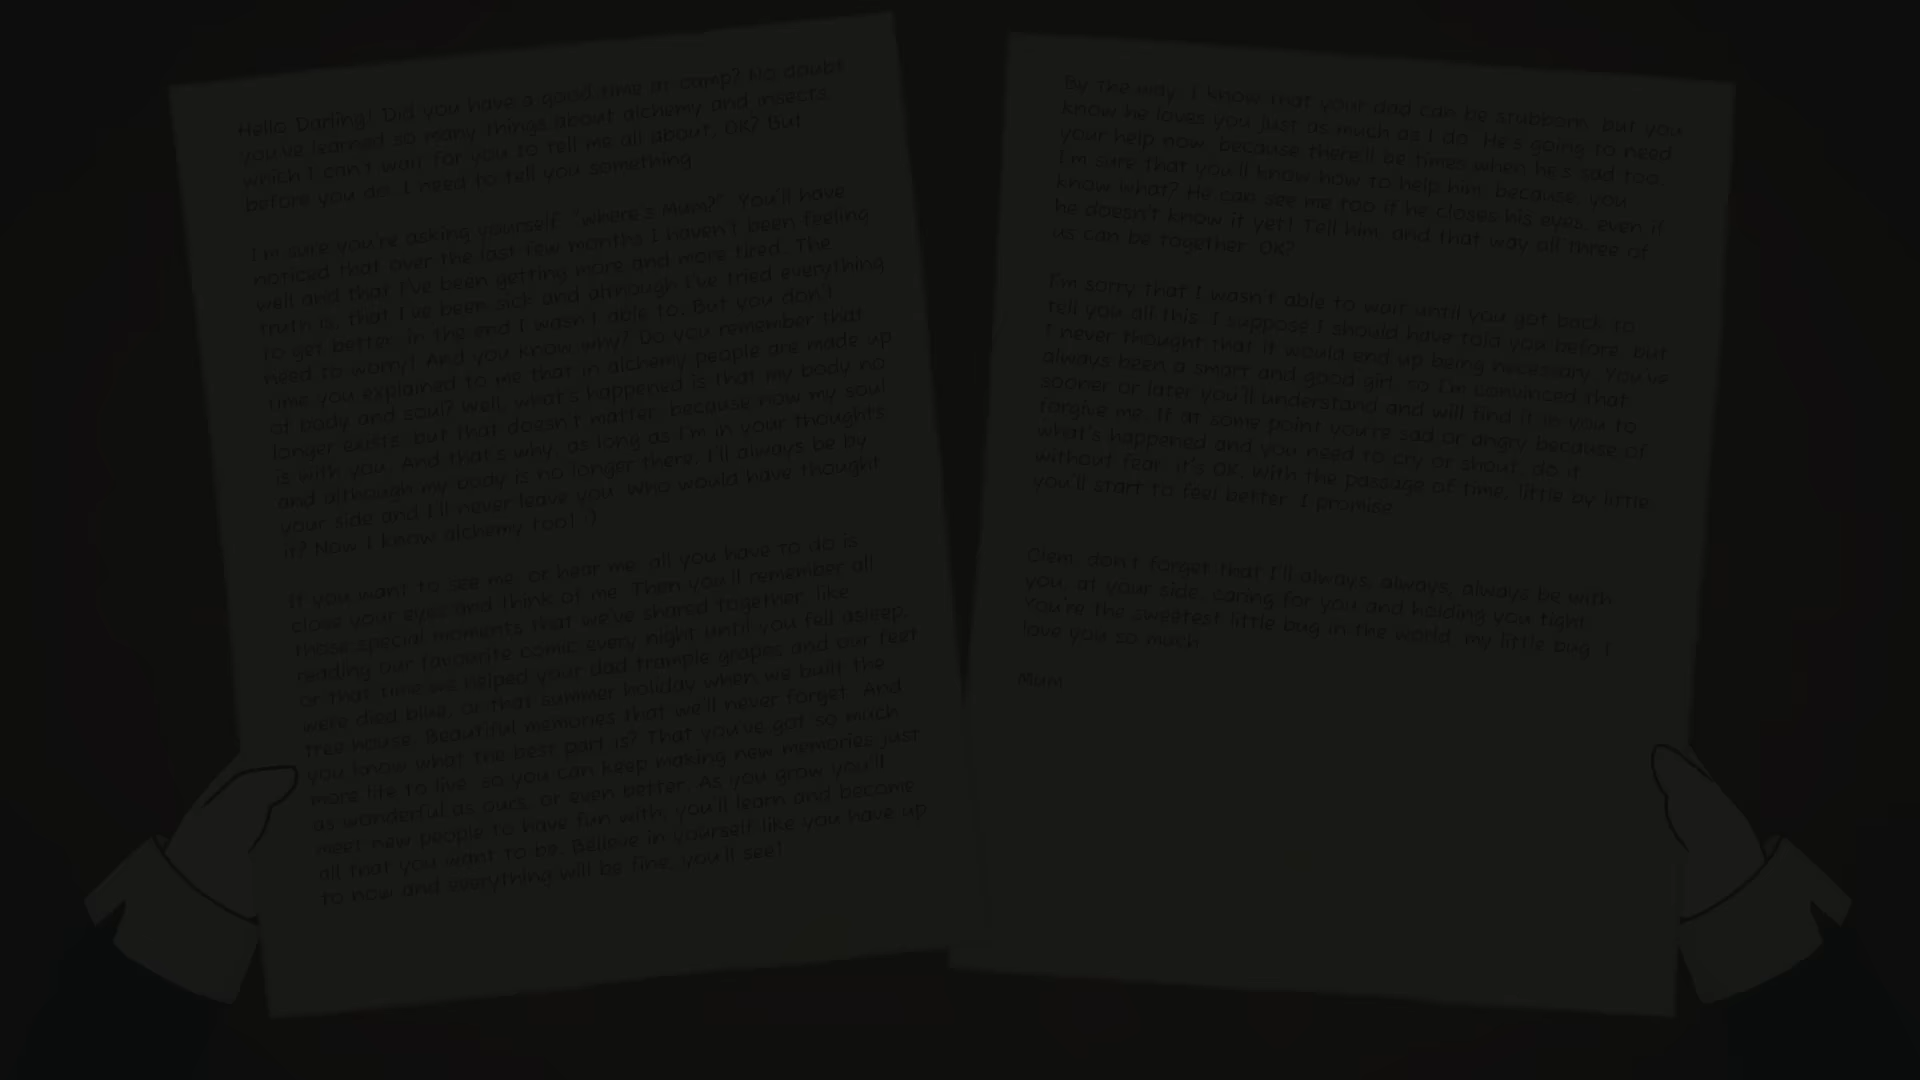 Hello Darling! Did you have a good time at camp? No doubt
you've learned so many things about alchemy and insects,
which I can't wait for you to tell me all about, OK? But
before you do, I need to tell you something.
I'm sure you're asking yourself, "where's Mum?". You'll have
noticed that over the last few months I haven't been feeling
well and that I've been getting more and more tired. The
truth is, that I've been sick and although I've tried everything
to get better, in the end I wasn't able to. But you don't
need to worry! And you know why? Do you remember that
time you explained to me that in alchemy people are made up
of body and soul? Well, what's happened is that my body no
longer exists, but that doesn't matter, because now my soul
is with you. And that's why, as long as I'm in your thoughts
and although my body is no longer there, I'll always be by
your side and I'll never leave you. Who would have thought
it? Now I know alchemy too! :)
If you want to see me, or hear me, all you have to do is
close your eyes and think of me. Then you'll remember all
those special moments that we've shared together, like
reading our favourite comic every night until you fell asleep,
or that time we helped your dad trample grapes and our feet
were died blue, or that summer holiday when we built the
tree house. Beautiful memories that we'll never forget. And
you know what the best part is? That you've got so much
more life to live, so you can keep making new memories just
as wonderful as ours, or even better. As you grow you'll
meet new people to have fun with, you'll learn and become
all that you want to be. Believe in yourself like you have up
to now and everything will be fine, you'll see!
By the way, I know that your dad can be stubborn, but you
know he loves you just as much as I do. He's going to need
your help now, because there'll be times when he's sad too.
I'm sure that you'll know how to help him, because, you
know what? He can see me too if he closes his eyes, even if
he doesn't know it yet! Tell him, and that way all three of
us can be together, OK?
I'm sorry that I wasn't able to wait until you got back to
tell you all this. I suppose I should have told you before, but
I never thought that it would end up being necessary. You've
always been a smart and good girl, so I'm convinced that
sooner or later you'll understand and will find it in you to
forgive me. If at some point you're sad or angry because of
what's happened and you need to cry or shout, do it
without fear, it's OK. With the passage of time, little by little
you'll start to feel better, I promise.
Clem, don't forget that I'll always, always, always be with
you, at your side, caring for you and holding you tight.
You're the sweetest little bug in the world, my little bug. I
love you so much.
Mum